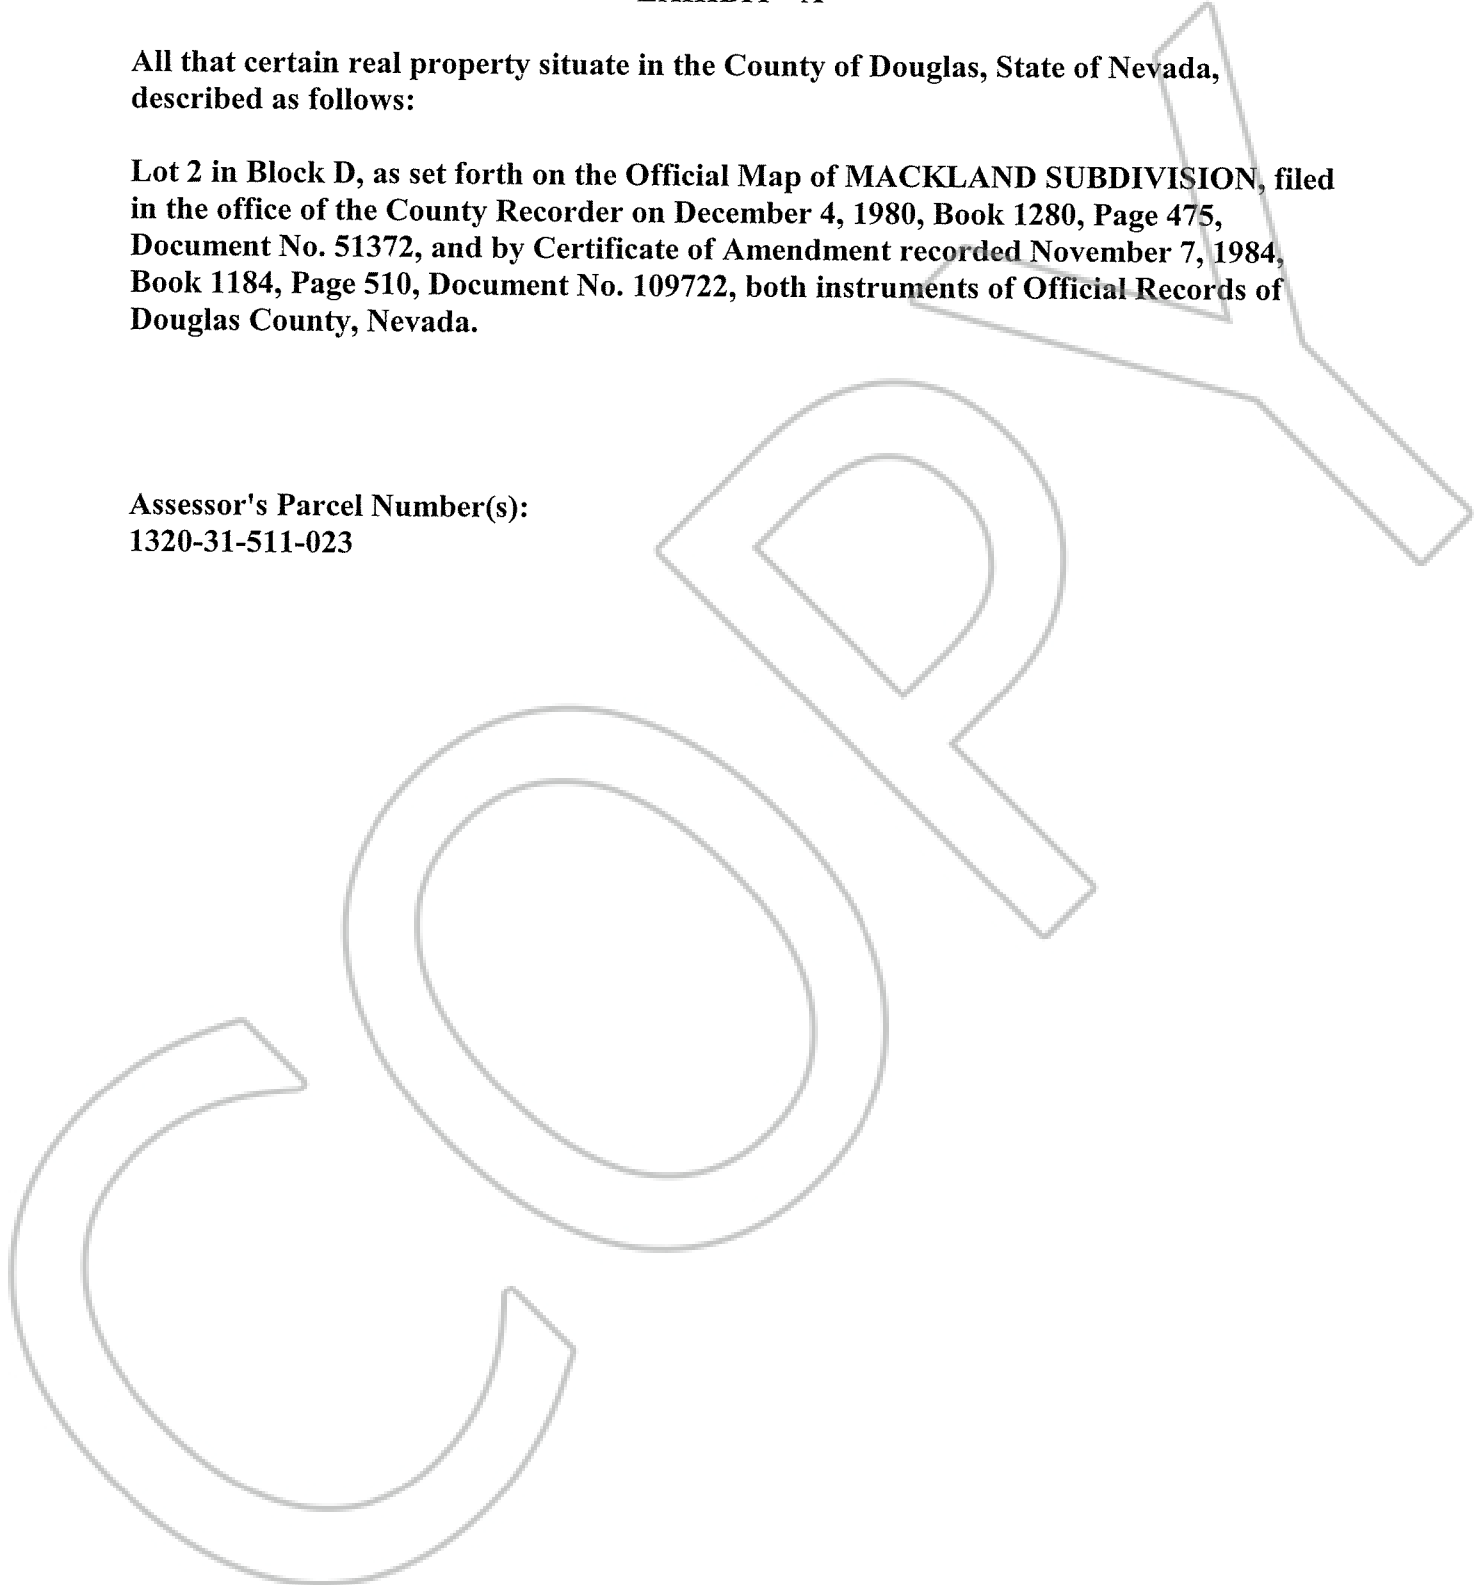 All that certain real property situate in the County of Douglas, State of Nevada,
described as follows:
Lot 2 in Block D, as set forth on the Official Map of MACKLAND SUBDIVISION, filed
in the office of the County Recorder on December 4, 1980, Book 1280, Page 475,
Document No. 51372, and by Certificate of Amendment recorded November 7, 1984,
Book 1184, Page 510, Document No. 109722, both instruments of Official Records of
Douglas County, Nevada.
Assessor's Parcel Number(s):
1320-31-511-023
COPY